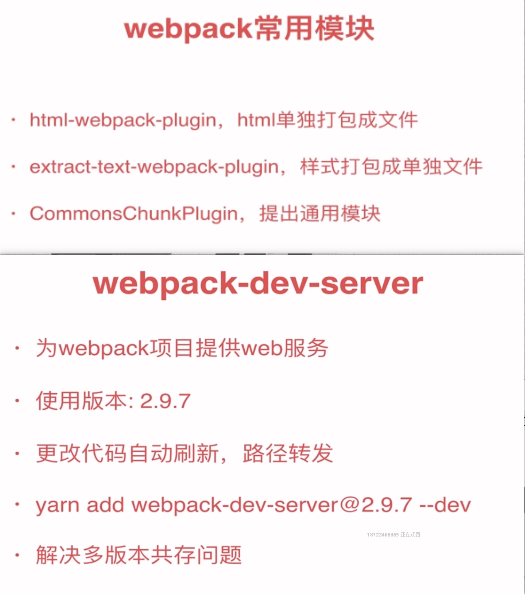 webpack常用模块
· html-webpack-plugin，html单独打包成文件
· extract-text-webpack-plugin，样式打包成单独文件
· CommonsChunkPlugin，提出通用模块
webpack-dev-server
· 为webpack项目提供web服务
· 使用版本: 2.9.7
· 更改代码自动刷新，路径转发
· yarn add webpack-dev-server@2.9.7 --dev
· 解决多版本共存问题